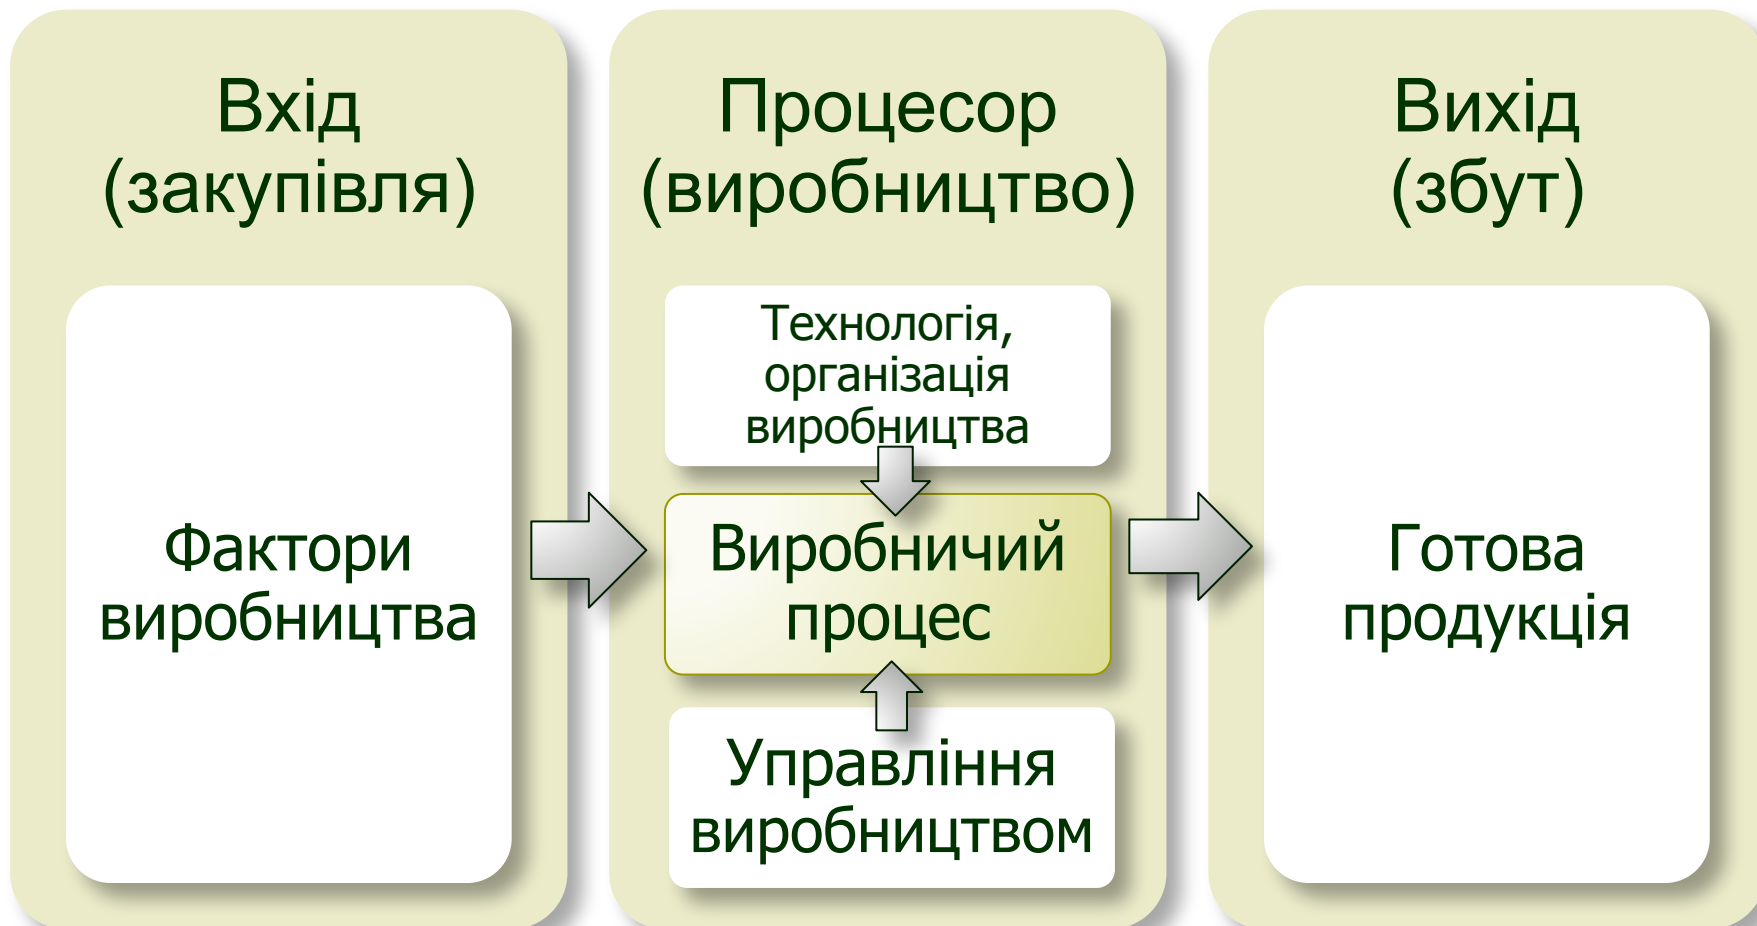 Вхід
(закупівля)
Фактори
виробництва
Процесор
(виробництво)
Технологія,
організація
виробництва
Виробничий
процес
Управління
виробництвом
Вихід
(збут)
Готова
продукція